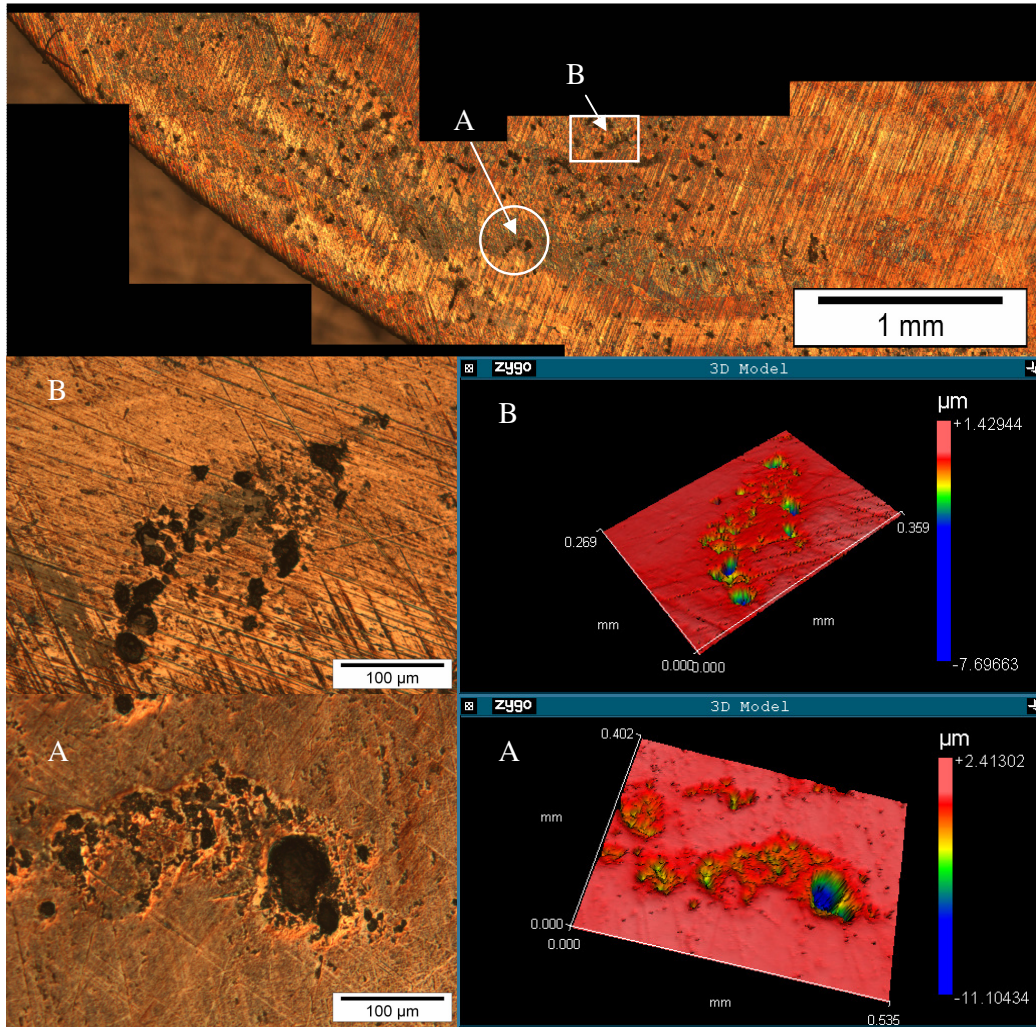 B
A
1 mm
B
100 µm
zygo
3D Model
B
µm
+1.42944
0.269
0.359
mm
mm
0.000
0.000
-7.69663
A
100 µm
zygo
3D Model
A
µm
+2.41302
0.402
mm
0.000
0.000
mm
0.535
-11.10434